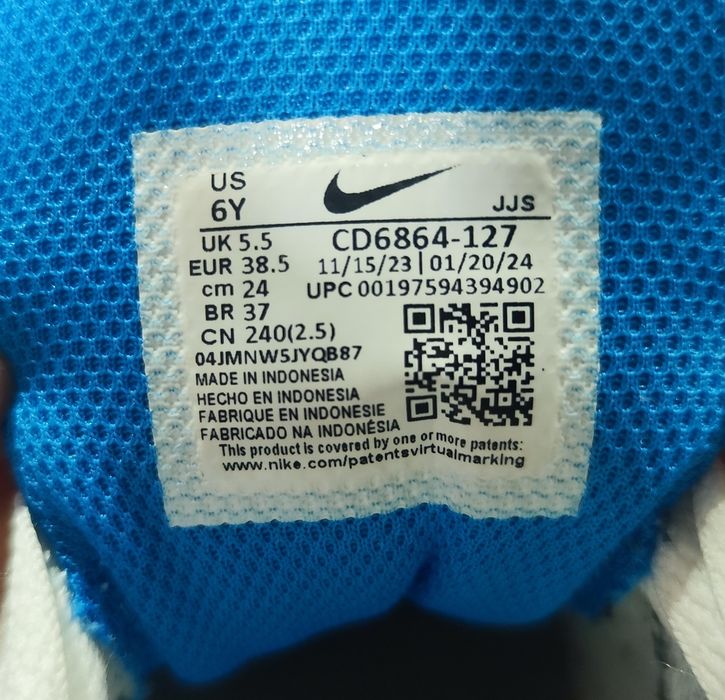 US
6Y
JJS
UK 5.5
CD6864-127
EUR 38.5
11/15/23 | 01/20/24
cm 24
UPC 00197594394902
BR 37
CN 240(2.5)
04JMNW5JYQB87
MADE IN INDONESIA
HECHO EN INDONESIA
FABRIQUE EN INDONESIE
FABRICADO NA INDONÉSIA
This product is covered by one or more patents:
www.nike.com/patentsvirtualmarking